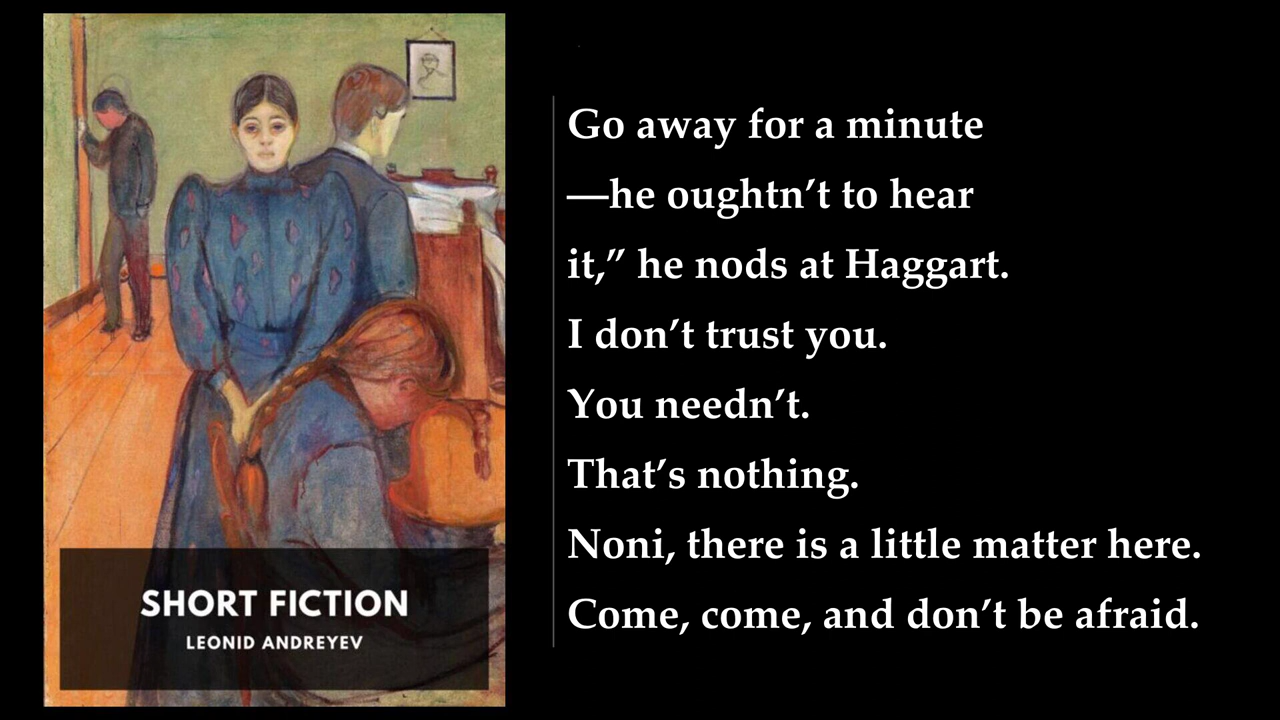 SHORT FICTION
LEONID ANDREYEV
Go away for a minute
—he oughtn’t to hear
it,” he nods at Haggart.
I don’t trust you.
You needn’t.
That’s nothing.
Noni, there is a little matter here.
Come, come, and don’t be afraid.